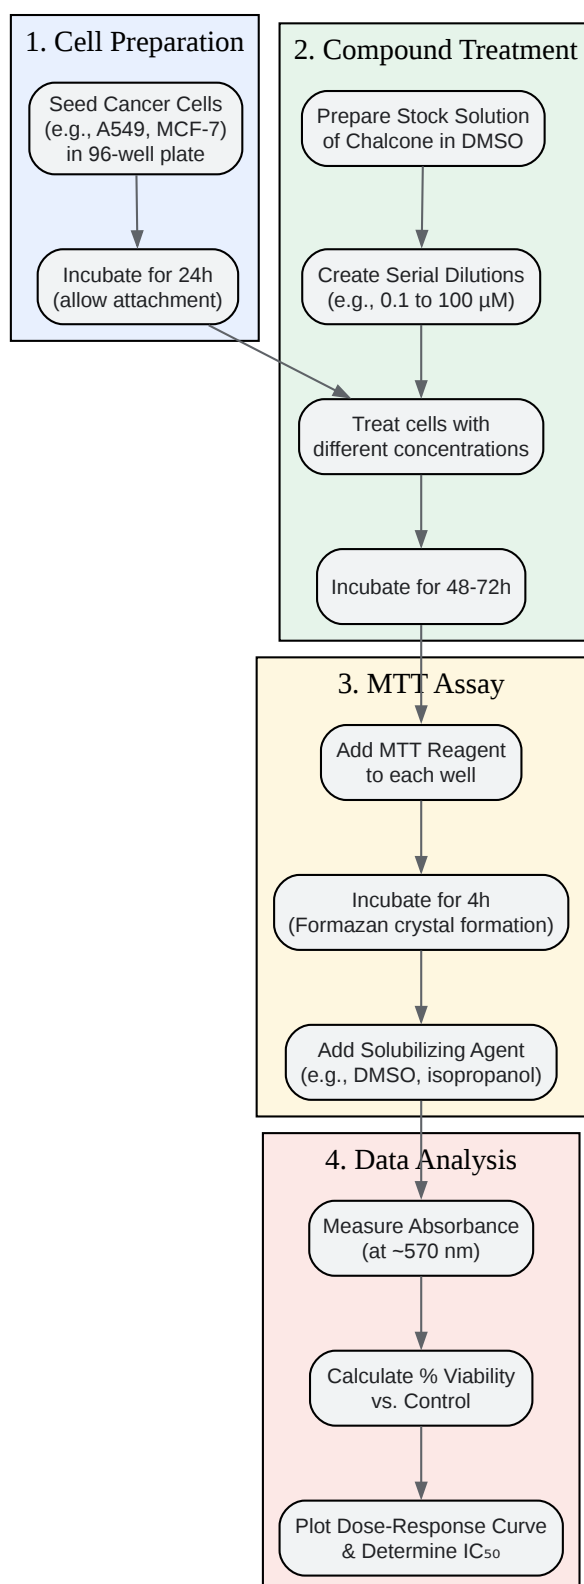 1. Cell Preparation
Seed Cancer Cells
(e.g., A549, MCF-7)
in 96-well plate
Incubate for 24h
(allow attachment)
2. Compound Treatment
Prepare Stock Solution
of Chalcone in DMSO
Create Serial Dilutions
(e.g., 0.1 to 100 µM)
Treat cells with
different concentrations
Incubate for 48-72h
3. MTT Assay
Add MTT Reagent
to each well
Incubate for 4h
(Formazan crystal formation)
Add Solubilizing Agent
(e.g., DMSO, isopropanol)
4. Data Analysis
Measure Absorbance
(at ~570 nm)
Calculate % Viability
vs. Control
Plot Dose-Response Curve
& Determine IC₅₀